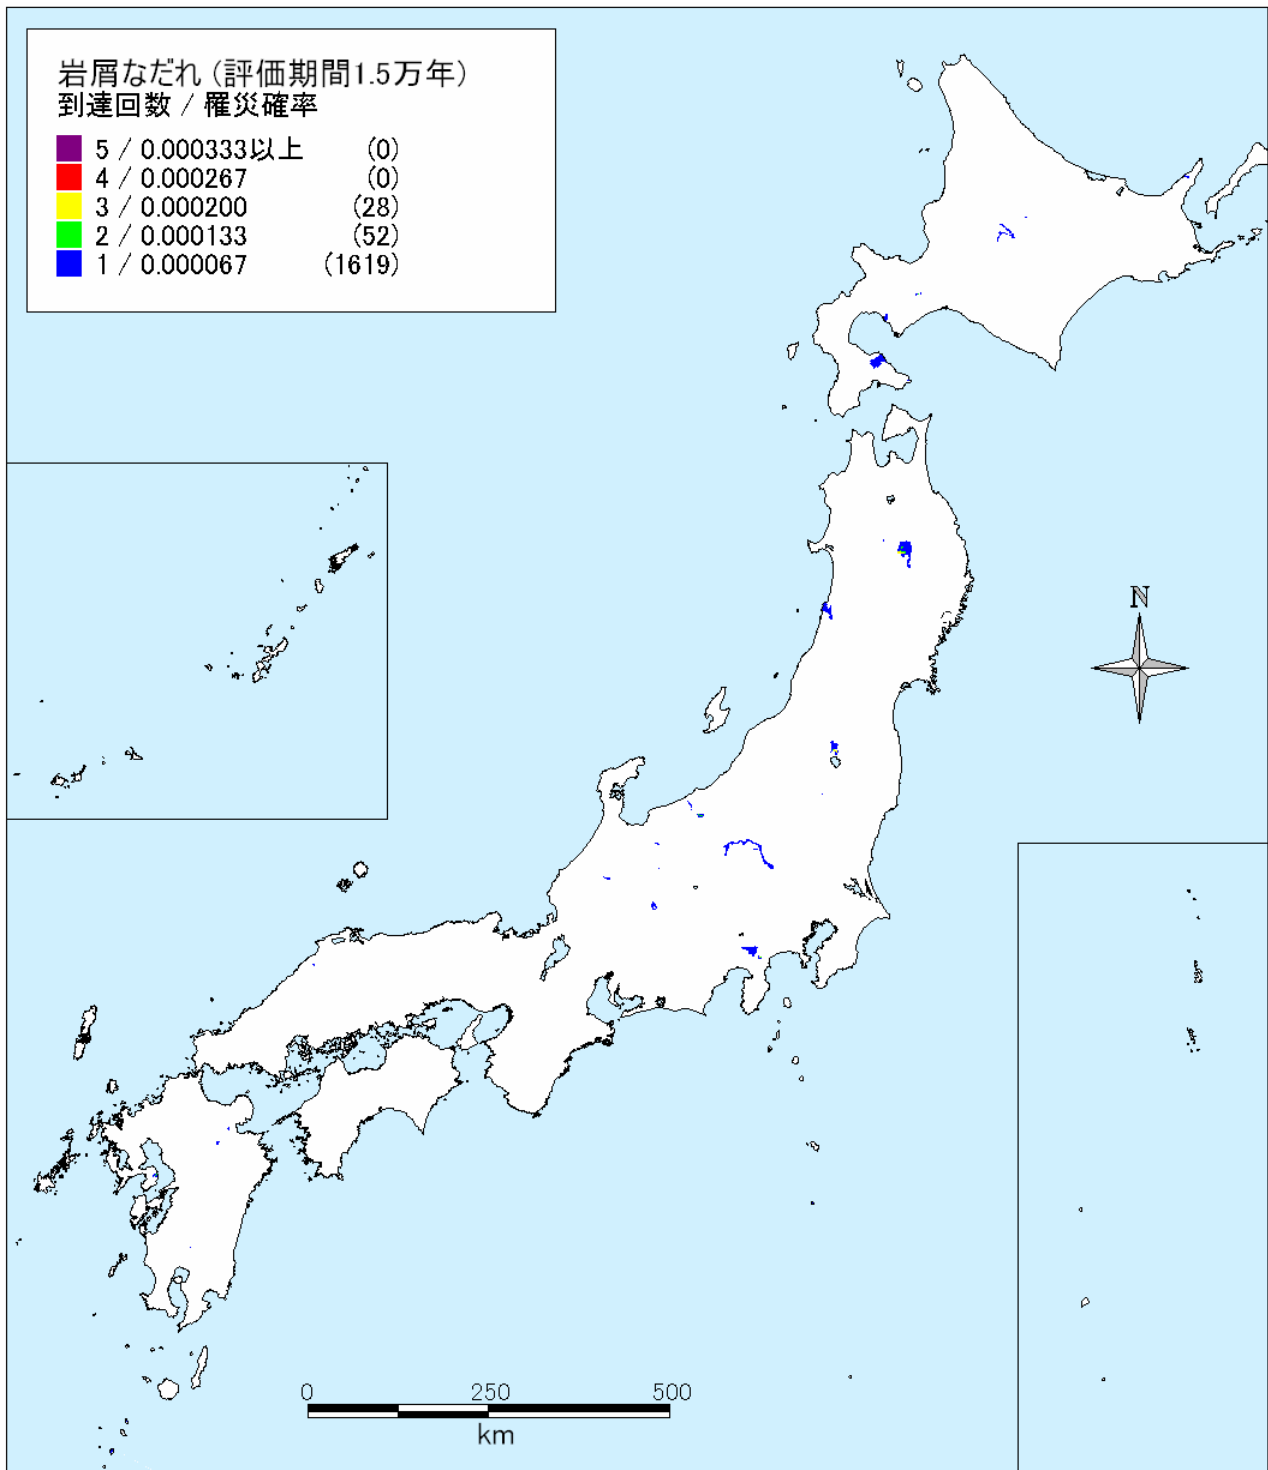 岩屑なだれ（評価期間1.5万年）
到達回数 / 罹災確率
5 / 0.000333以上 (0)
4 / 0.000267 (0)
3 / 0.000200 (28)
2 / 0.000133 (52)
1 / 0.000067 (1619)
N
0 250 500
km